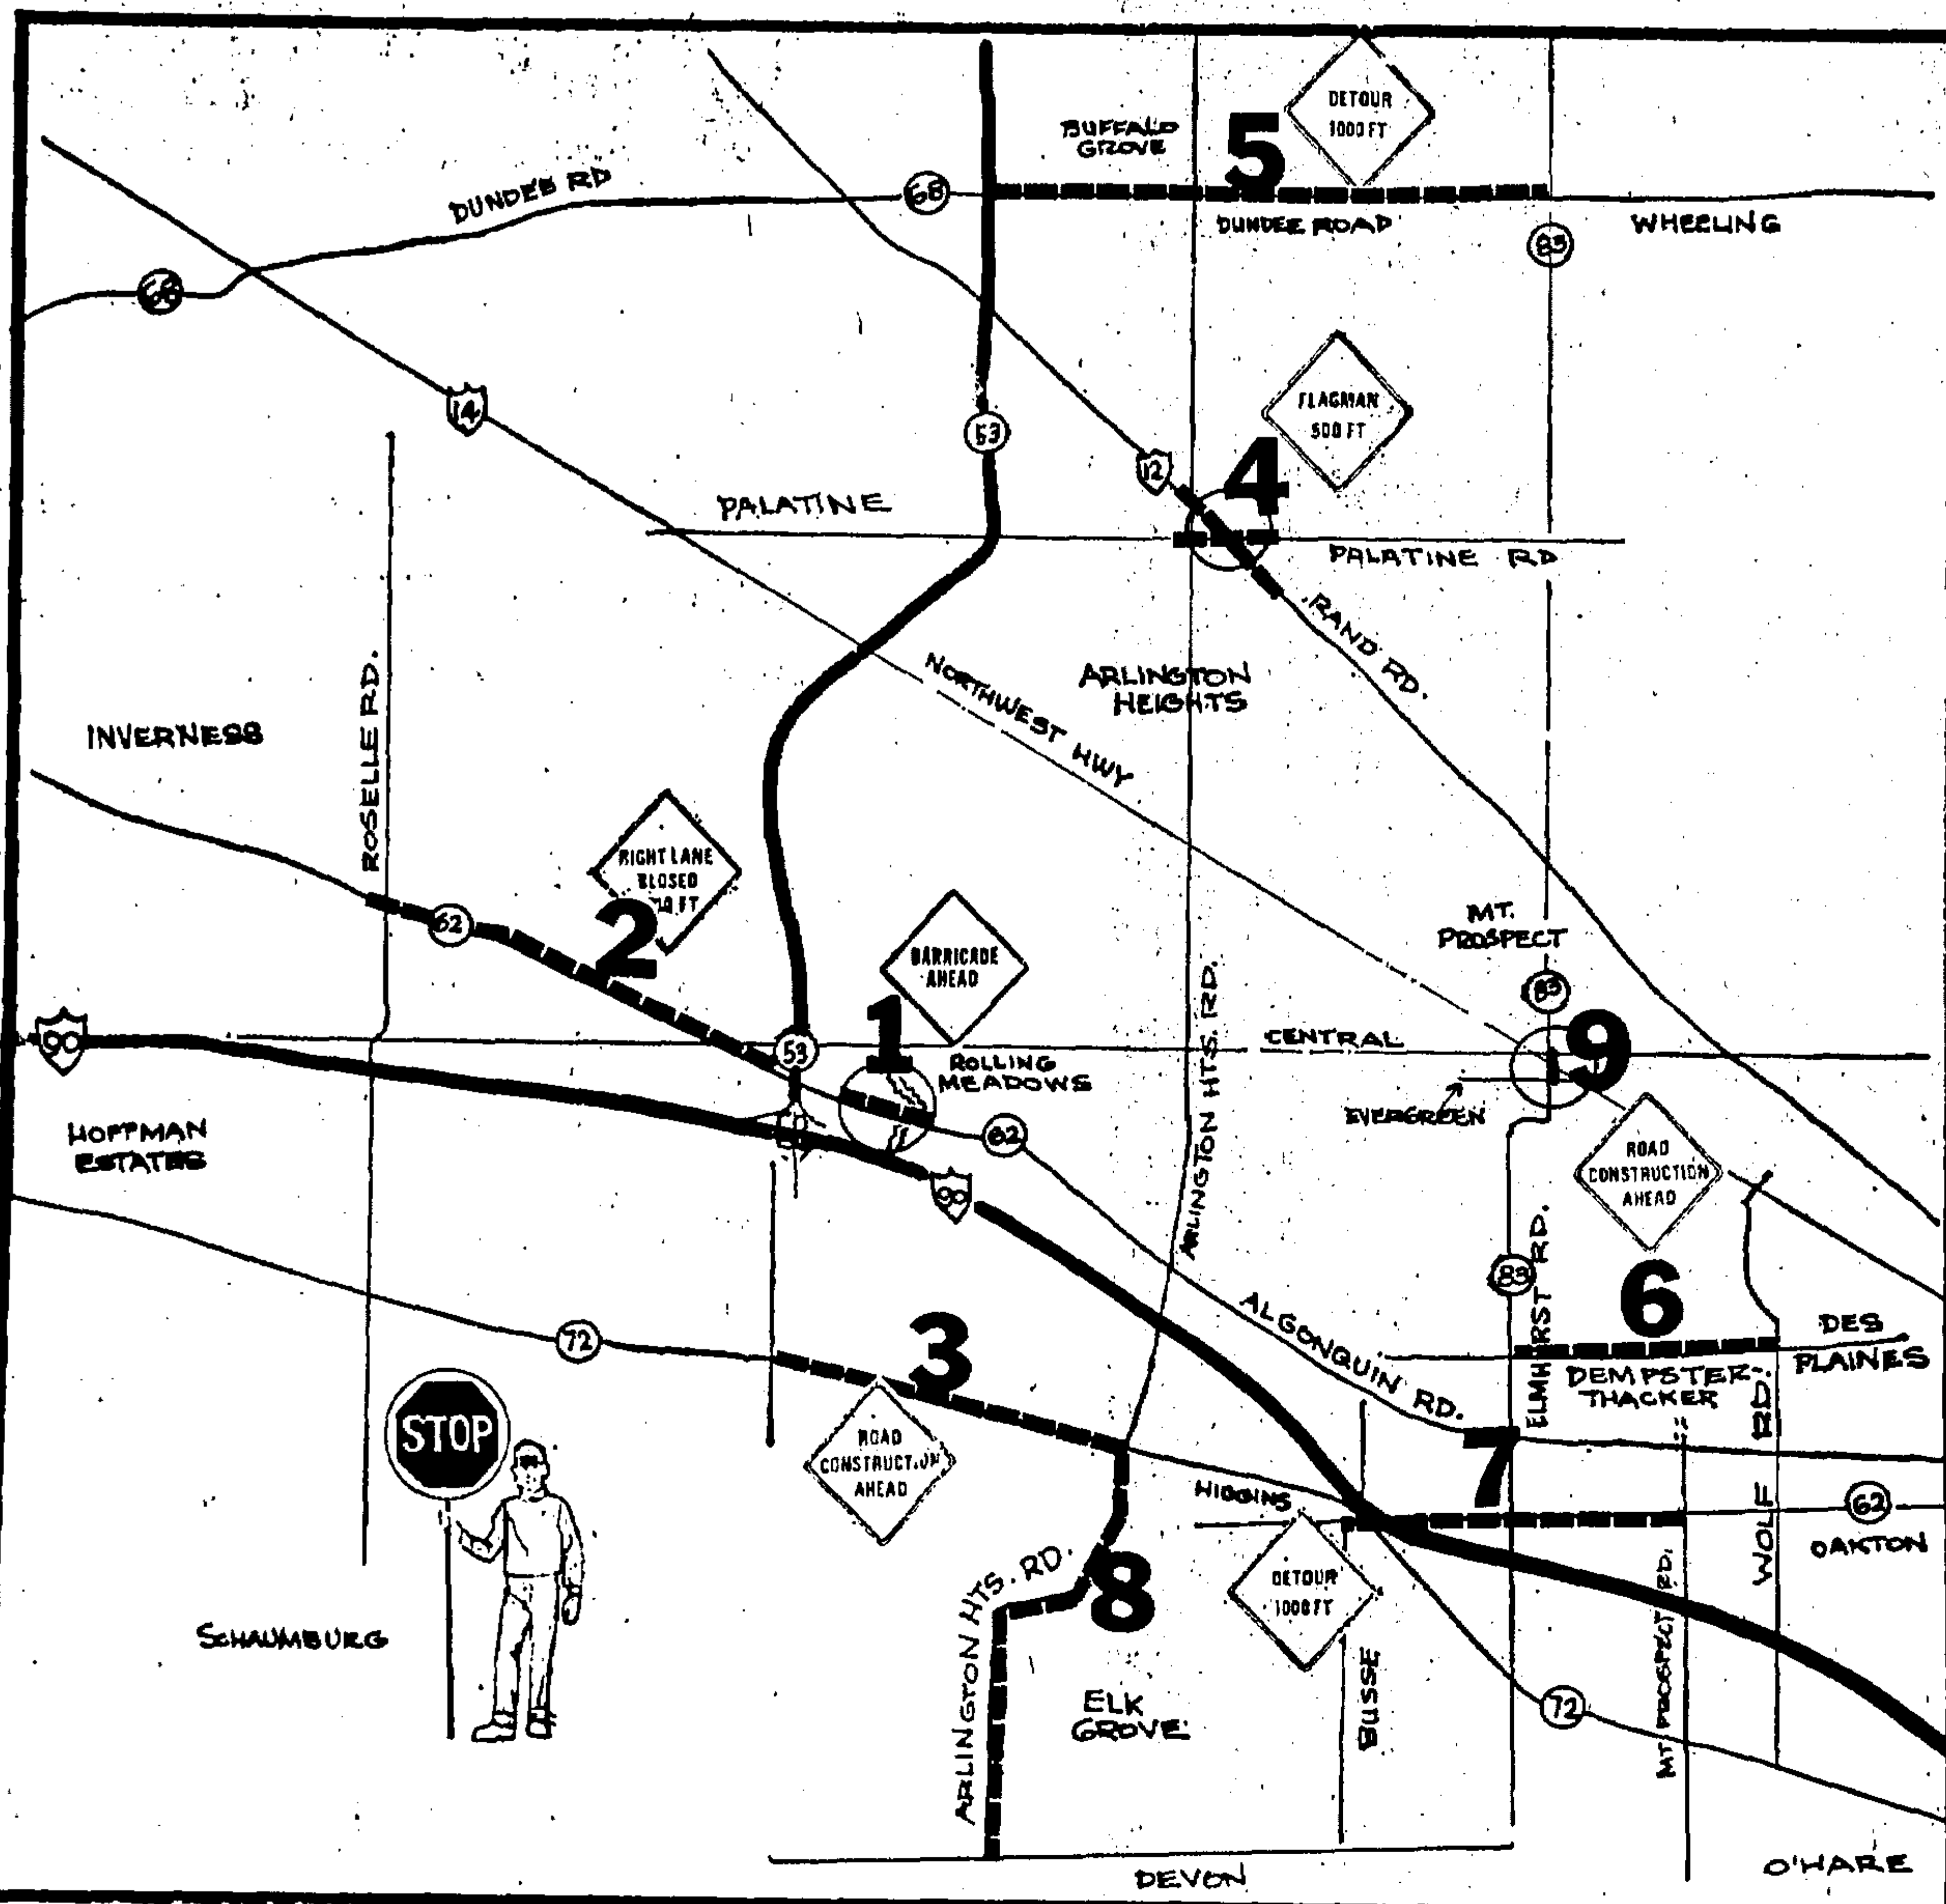 DETOUR
1000 FT
BUFFALO
GROVE
5
DUNDEE RD
68
DUNDEE ROAD
WHEELING
83
68
FLAGMAN
500 FT
14
53
12
4
PALATINE
PALATINE RD
RAND RD.
NORTHWEST HWY
ARLINGTON
HEIGHTS
ROSELLE RD.
INVERNESS
RIGHT LANE
CLOSED
FT
2
62
BARRICADE
AHEAD
MT.
PROSPECT
83
1
ARLINGTON HTS. RD.
90
53
ROLLING
MEADOWS
CENTRAL
9
EVERGREEN
HOFFMAN
ESTATES
62
ROAD
CONSTRUCTION
AHEAD
90
ELMHURST RD.
83
6
ALGONQUIN RD.
72
3
DES
PLAINES
DEMPSTER-
THACKER
STOP
ROAD
CONSTRUCTION
AHEAD
7
HIGGINS
WOLF RD.
62
OAKTON
ARLINGTON HTS. RD.
8
DETOUR
1000 FT
SCHAUMBURG
ELK
GROVE
BUSSE
MT PROSPECT RD.
72
DEVON
O'HARE